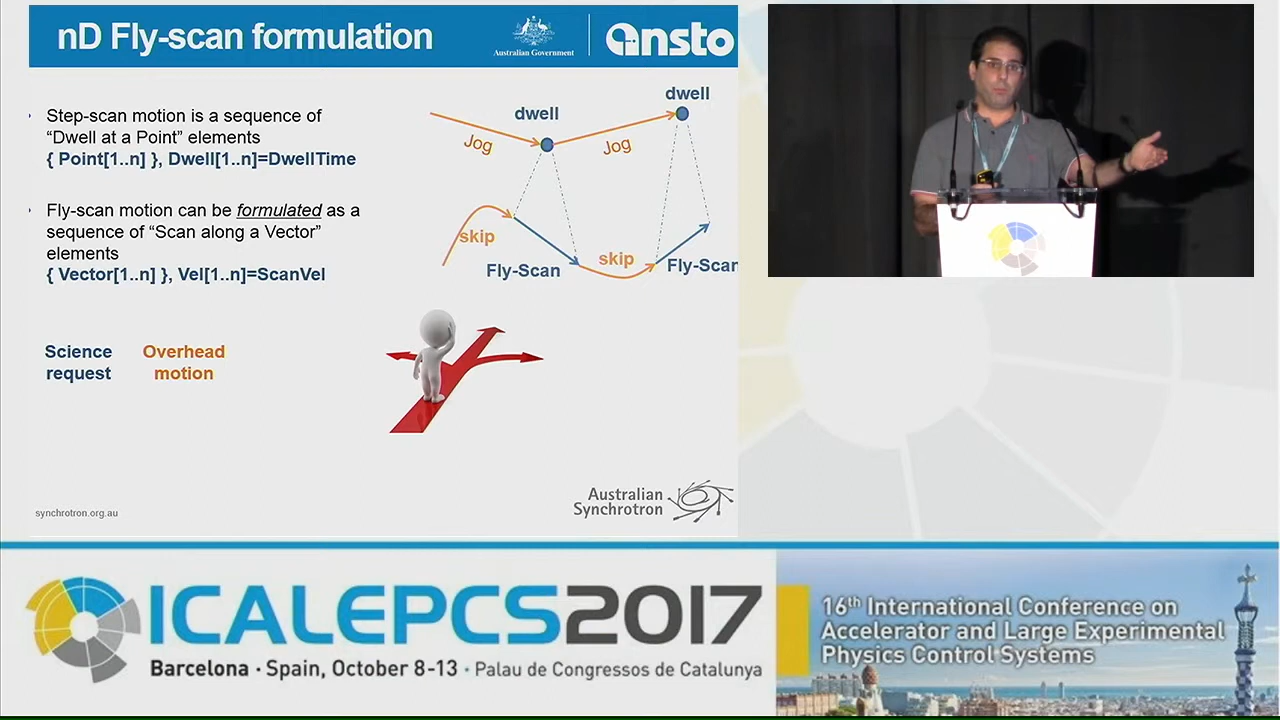 nD Fly-scan formulation
Australian Government
ansto
Step-scan motion is a sequence of
“Dwell at a Point” elements
{ Point[1..n] }, Dwell[1..n]=DwellTime
Fly-scan motion can be formulated as a
sequence of “Scan along a Vector”
elements
{ Vector[1..n] }, Vel[1..n]=ScanVel
Science
request
Overhead
motion
dwell
dwell
Jog
Jog
skip
Fly-Scan
skip
Fly-Scan
synchrotron.org.au
Australian
Synchrotron
ICALEPCS2017
Barcelona · Spain, October 8-13 · Palau de Congressos de Catalunya
16th International Conference on
Accelerator and Large Experimental
Physics Control Systems